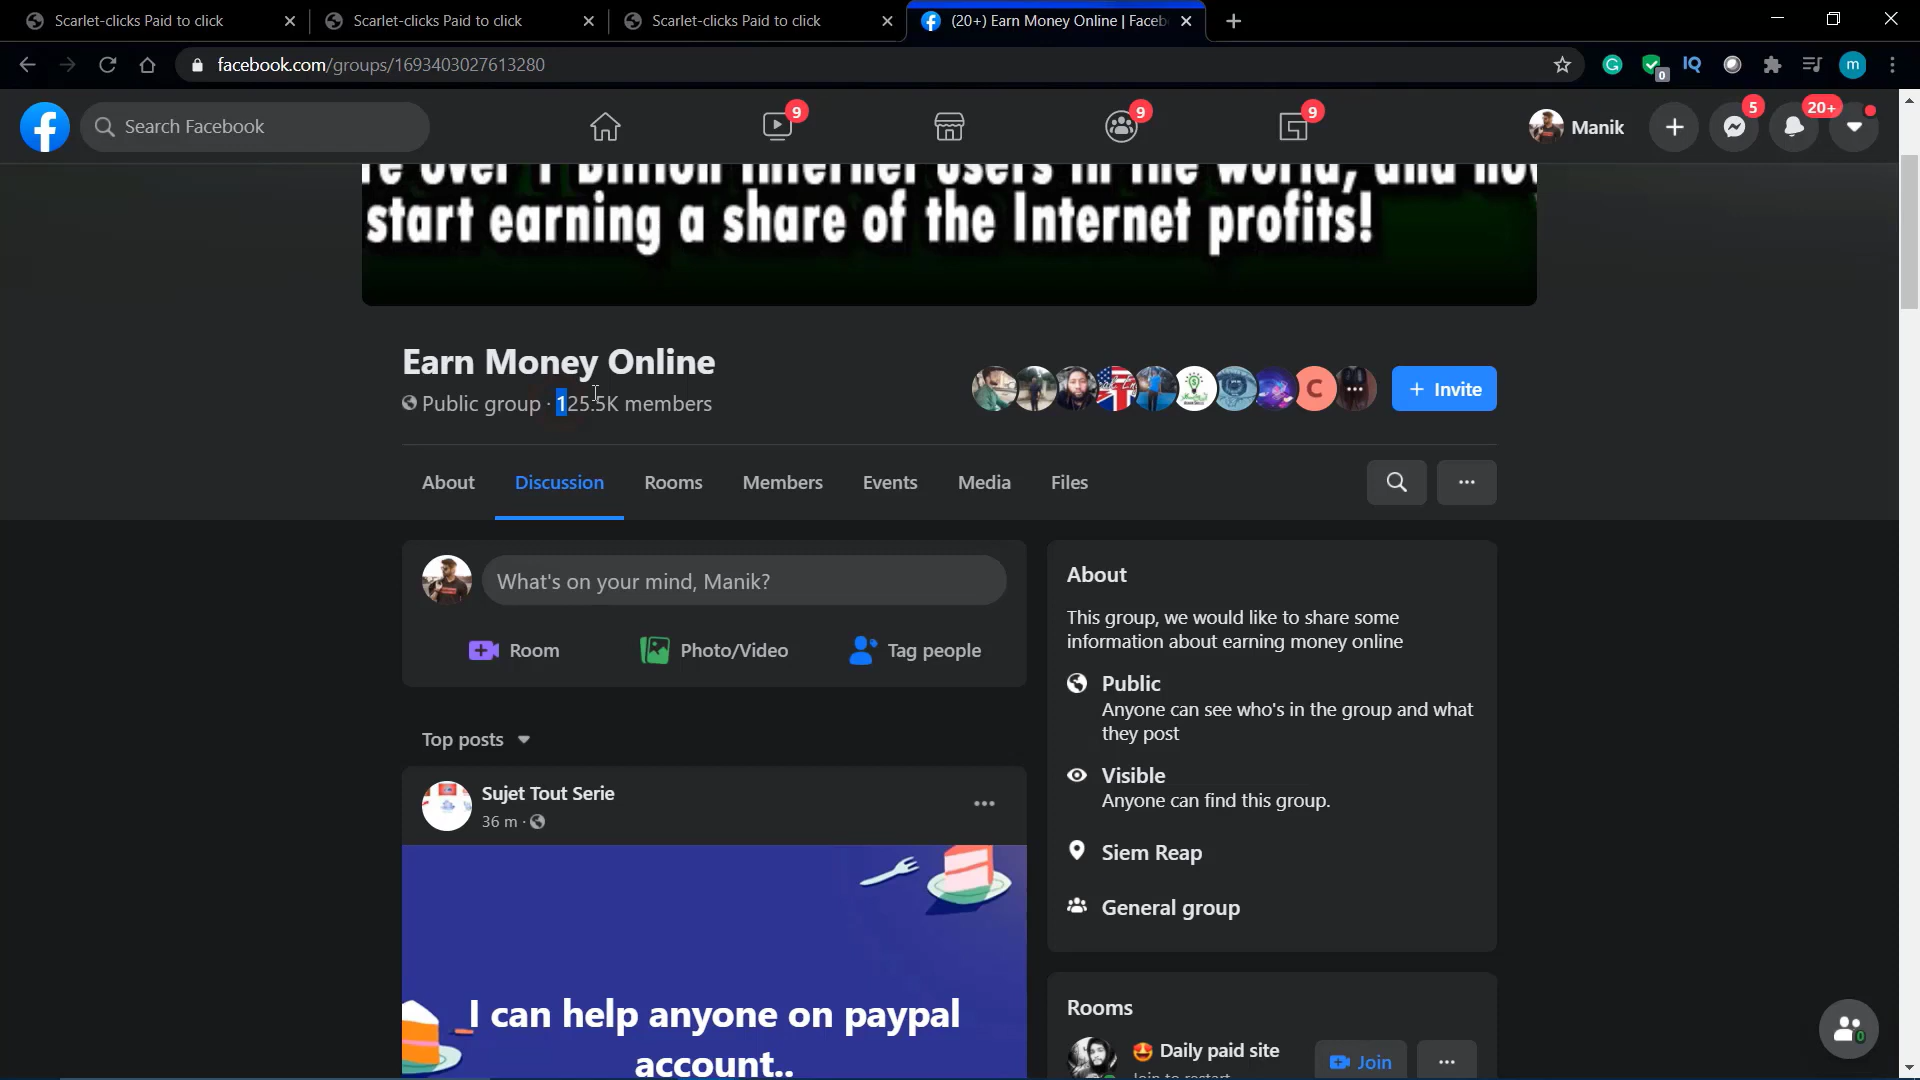 Scarlet-clicks Paid to click
Scarlet-clicks Paid to click
Scarlet-clicks Paid to click
(20+) Earn Money Online | Faceb
facebook.com/groups/1693403027613280
0
IQ
m
Search Facebook
9
9
9
Manik
5
20+
start earning a share of the Internet profits!
Earn Money Online
Public group · 125.5K members
C
+ Invite
About
Discussion
Rooms
Members
Events
Media
Files
What's on your mind, Manik?
Room
Photo/Video
Tag people
Top posts
Sujet Tout Serie
36 m ·
I can help anyone on paypal
account..
About
This group, we would like to share some
information about earning money online
Public
Anyone can see who's in the group and what
they post
Visible
Anyone can find this group.
Siem Reap
General group
Rooms
Daily paid site
Join
0